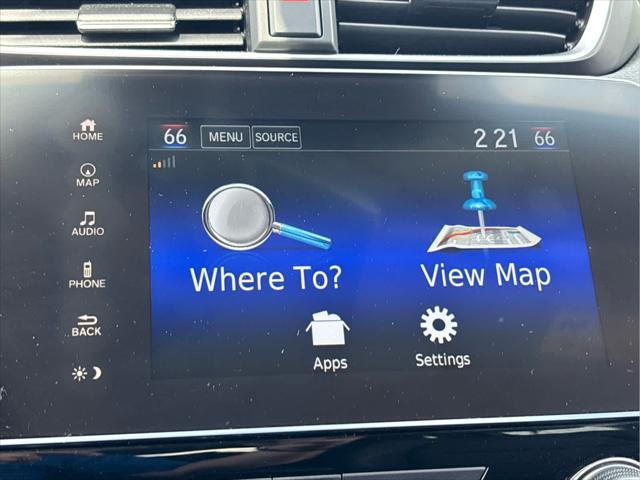 66 MENU SOURCE 2 21 66
HOME
MAP
AUDIO
PHONE
BACK
Where To? View Map
Apps Settings